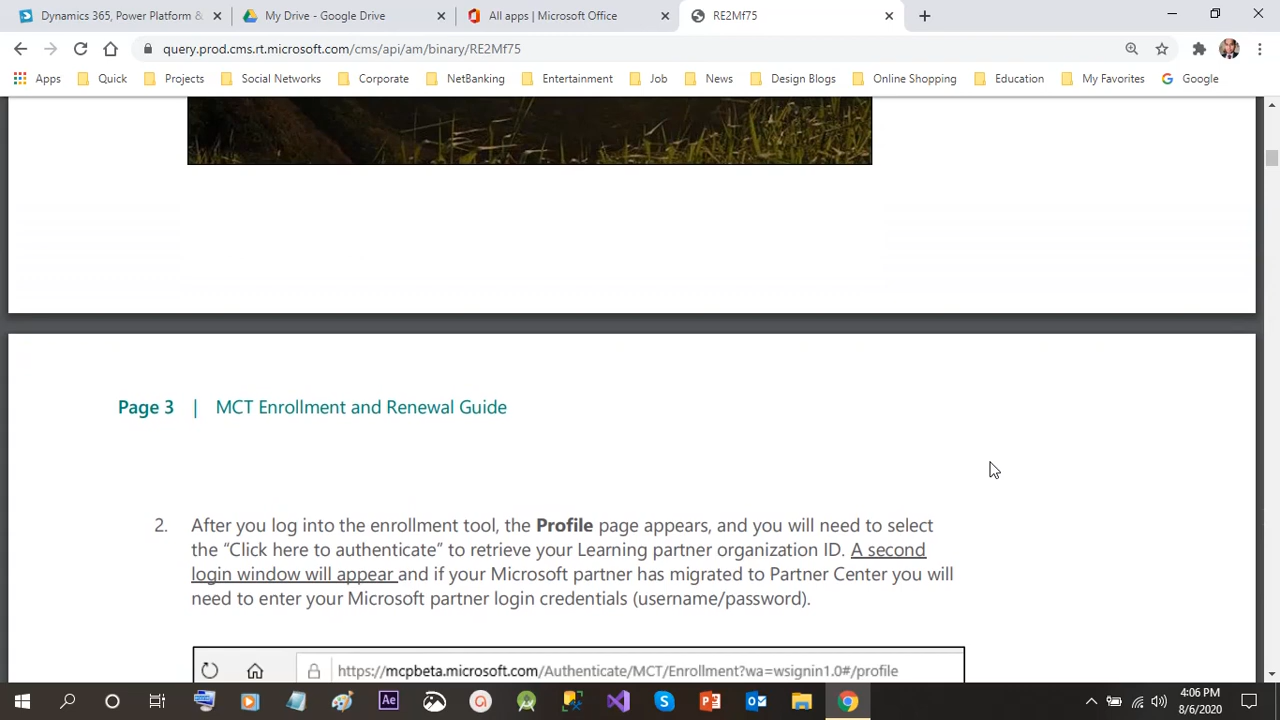 Dynamics 365, Power Platform &
My Drive - Google Drive
All apps | Microsoft Office
RE2Mf75
query.prod.cms.rt.microsoft.com/cms/api/am/binary/RE2Mf75
Apps
Quick
Projects
Social Networks
Corporate
NetBanking
Entertainment
Job
News
Design Blogs
Online Shopping
Education
My Favorites
Google
Page 3 | MCT Enrollment and Renewal Guide
2. After you log into the enrollment tool, the Profile page appears, and you will need to select
the “Click here to authenticate” to retrieve your Learning partner organization ID. A second
login window will appear and if your Microsoft partner has migrated to Partner Center you will
need to enter your Microsoft partner login credentials (username/password).
https://mcpbeta.microsoft.com/Authenticate/MCT/Enrollment?wa=wsignin1.0#/profile
4:06 PM
8/6/2020